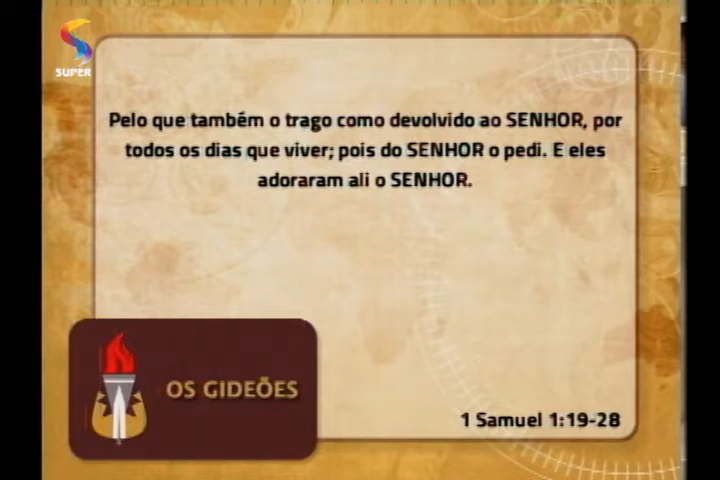 SUPER
Pelo que também o trago como devolvido ao SENHOR, por
todos os dias que viver; pois do SENHOR o pedi. E eles
adoraram ali o SENHOR.
OS GIDEÕES
1 Samuel 1:19-28